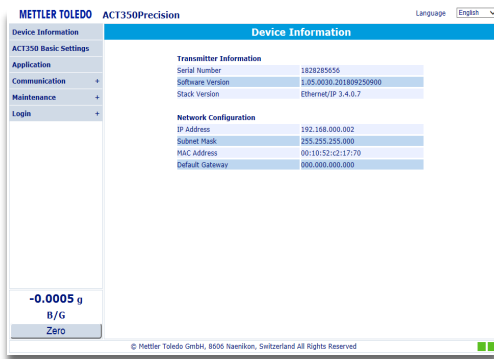 METTLER TOLEDO ACT350Precision Language English
Device Information
Device Information
ACT350 Basic Settings
Application
Communication +
Maintenance +
Login +
Transmitter Information
Serial Number 1828285656
Software Version 1.05.0030.201809250900
Stack Version Ethernet/IP 3.4.0.7
Network Configuration
IP Address 192.168.000.002
Subnet Mask 255.255.255.000
MAC Address 00:10:52:c2:17:70
Default Gateway 000.000.000.000
-0.0005 g
B/G
Zero
© Mettler Toledo GmbH, 8606 Naenikon, Switzerland All Rights Reserved